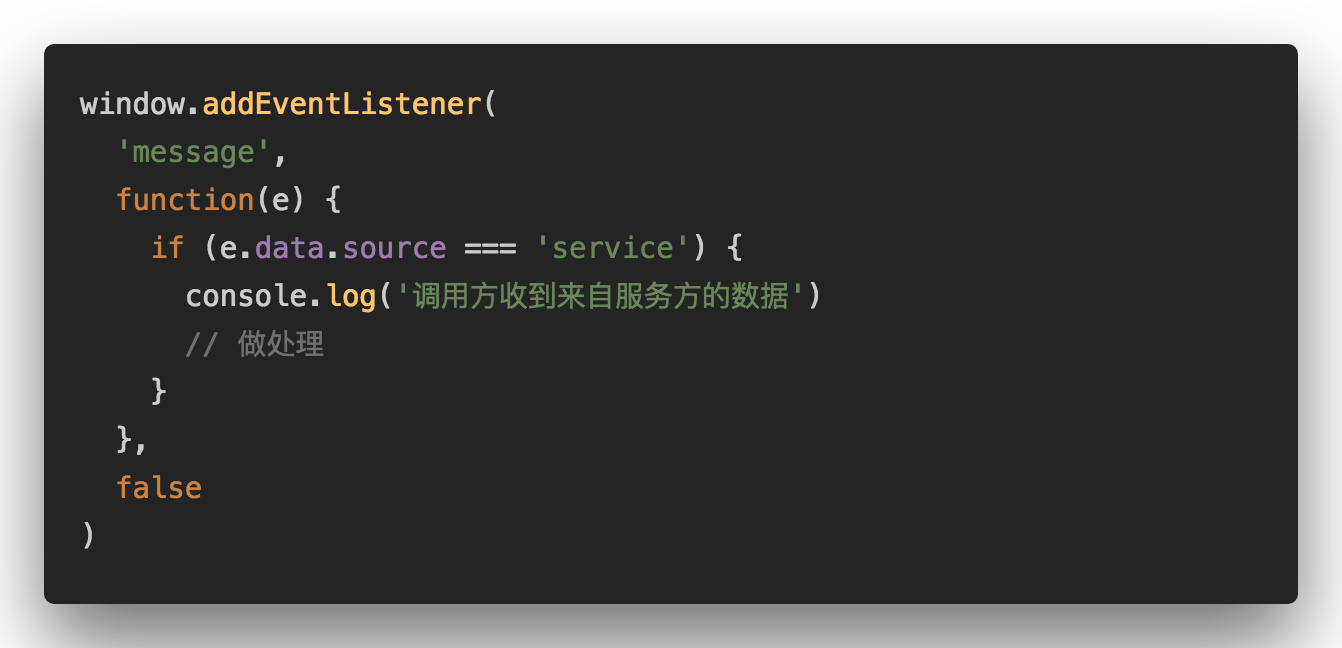 window.addEventListener(
  'message',
  function(e) {
    if (e.data.source === 'service') {
      console.log('调用方收到来自服务方的数据')
      // 做处理
    }
  },
  false
)